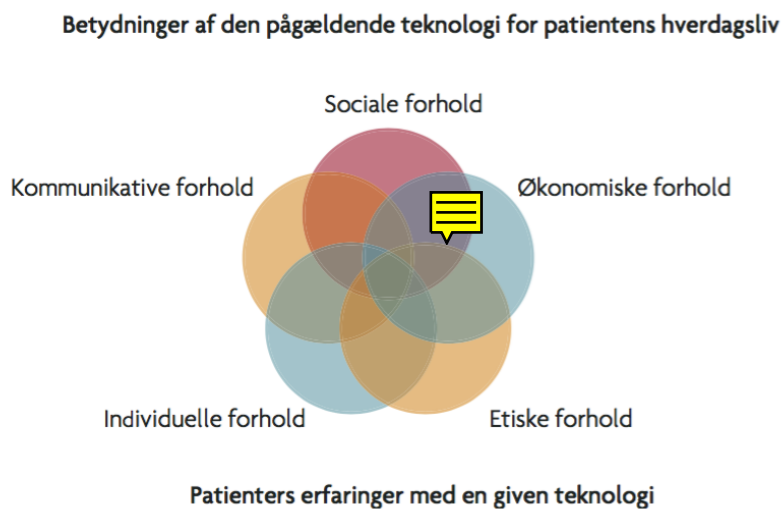 Betydninger af den pågældende teknologi for patientens hverdagsliv
Sociale forhold
Kommunikative forhold
Økonomiske forhold
Individuelle forhold
Etiske forhold
Patienters erfaringer med en given teknologi